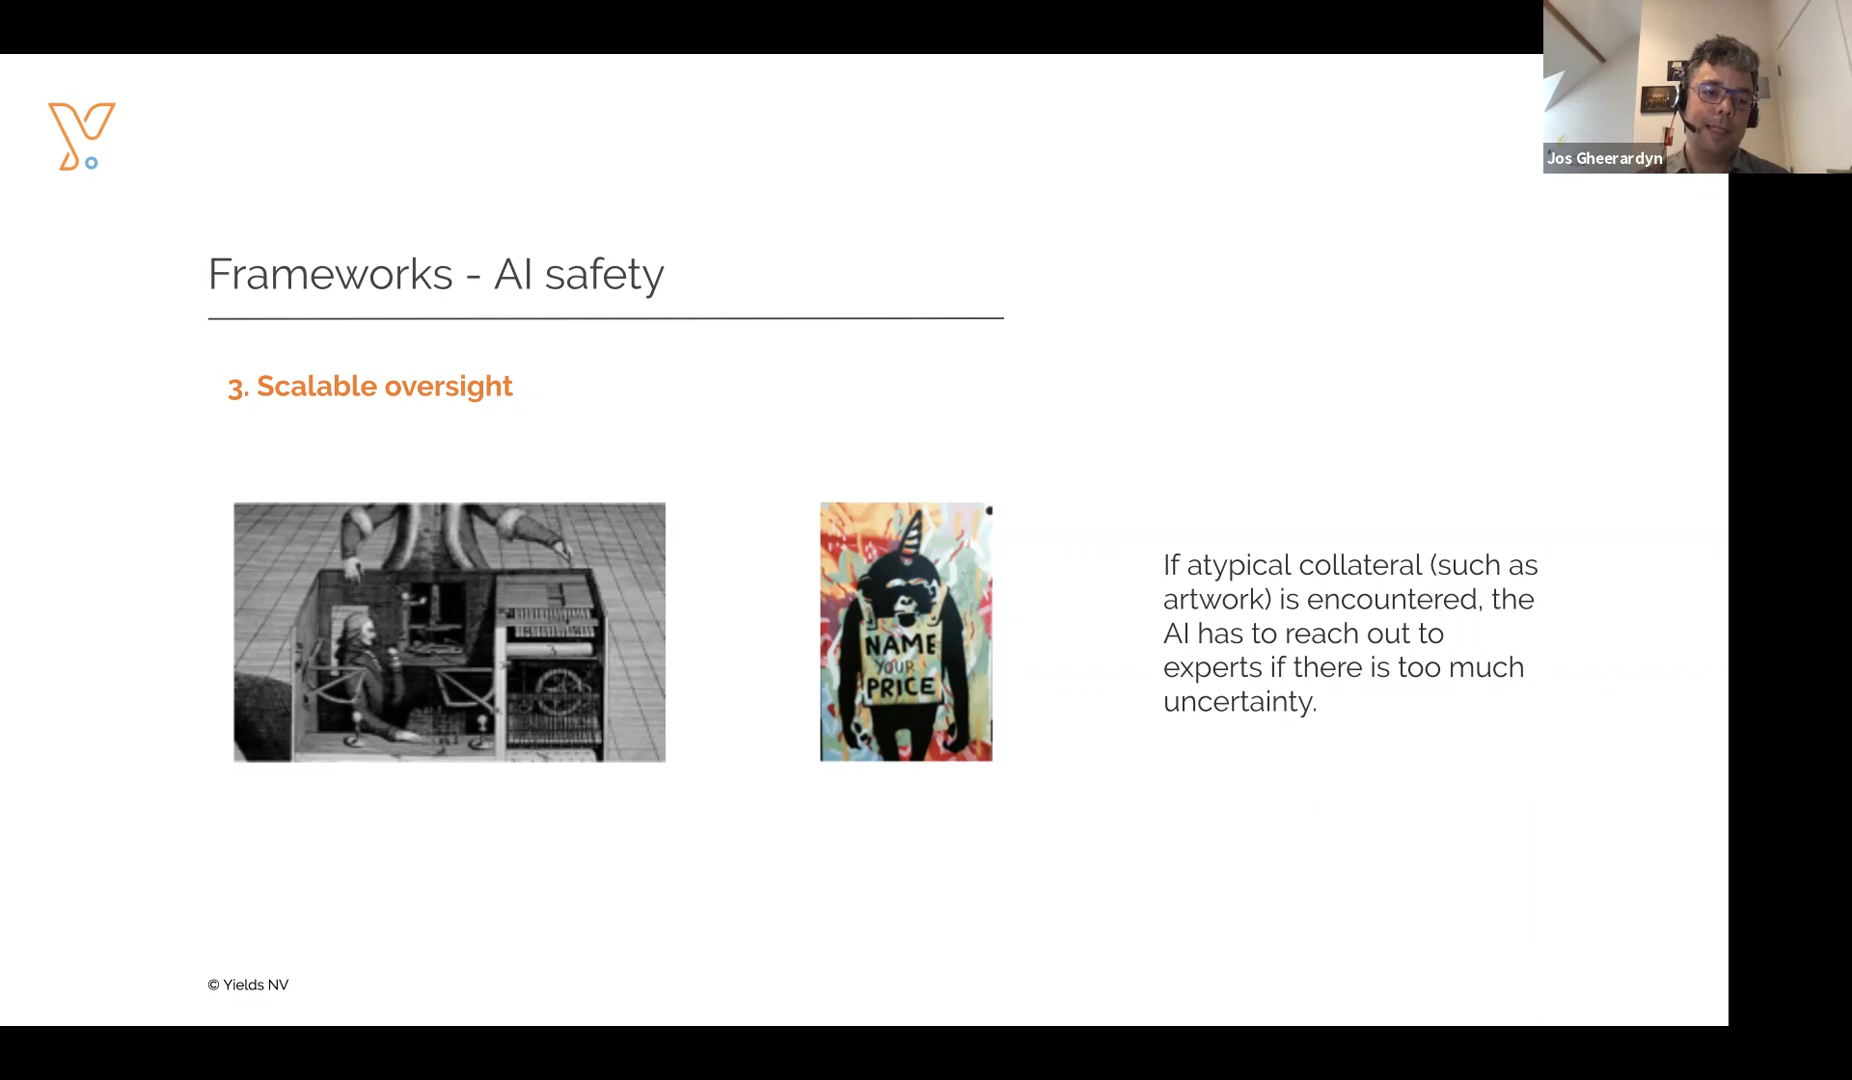 Jos Gheerardyn
Frameworks - AI safety
3. Scalable oversight
NAME
YOUR
PRICE
If atypical collateral (such as
artwork) is encountered, the
AI has to reach out to
experts if there is too much
uncertainty.
© Yields NV